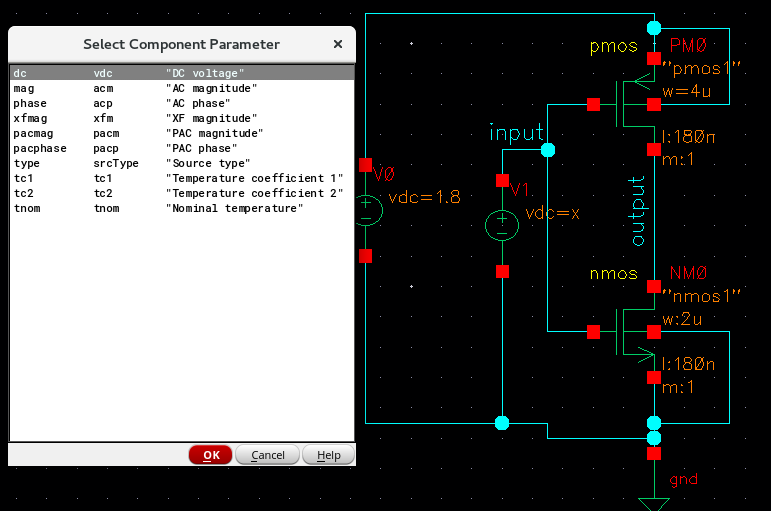 Select Component Parameter ×
dc vdc "DC voltage"
mag acm "AC magnitude"
phase acp "AC phase"
xfmag xfm "XF magnitude"
pacmag pacm "PAC magnitude"
pacphase pacp "PAC phase"
type srcType "Source type"
tc1 tc1 "Temperature coefficient 1"
tc2 tc2 "Temperature coefficient 2"
tnom tnom "Nominal temperature"
OK Cancel Help
V0
vdc=1.8
input
V1
vdc=x
pmos PM0
"pmos1"
w=4u
l:180n
m:1
output
nmos NM0
"nmos1"
w:2u
l:180n
m:1
gnd